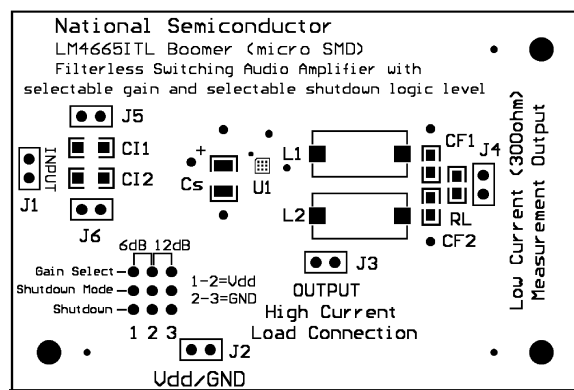 National Semiconductor
LM4665ITL Boomer (micro SMD)
Filterless Switching Audio Amplifier with
selectable gain and selectable shutdown logic level
J5
INPUT
CI1
CI2
J1
J6
+
Cs
U1
L1
L2
CF1
J4
RL
CF2
Low Current (300ohm)
Measurement Output
6dB 12dB
Gain Select
Shutdown Mode
Shutdown
1-2=Vdd
2-3=GND
1 2 3
J3
OUTPUT
High Current
Load Connection
J2
Vdd/GND